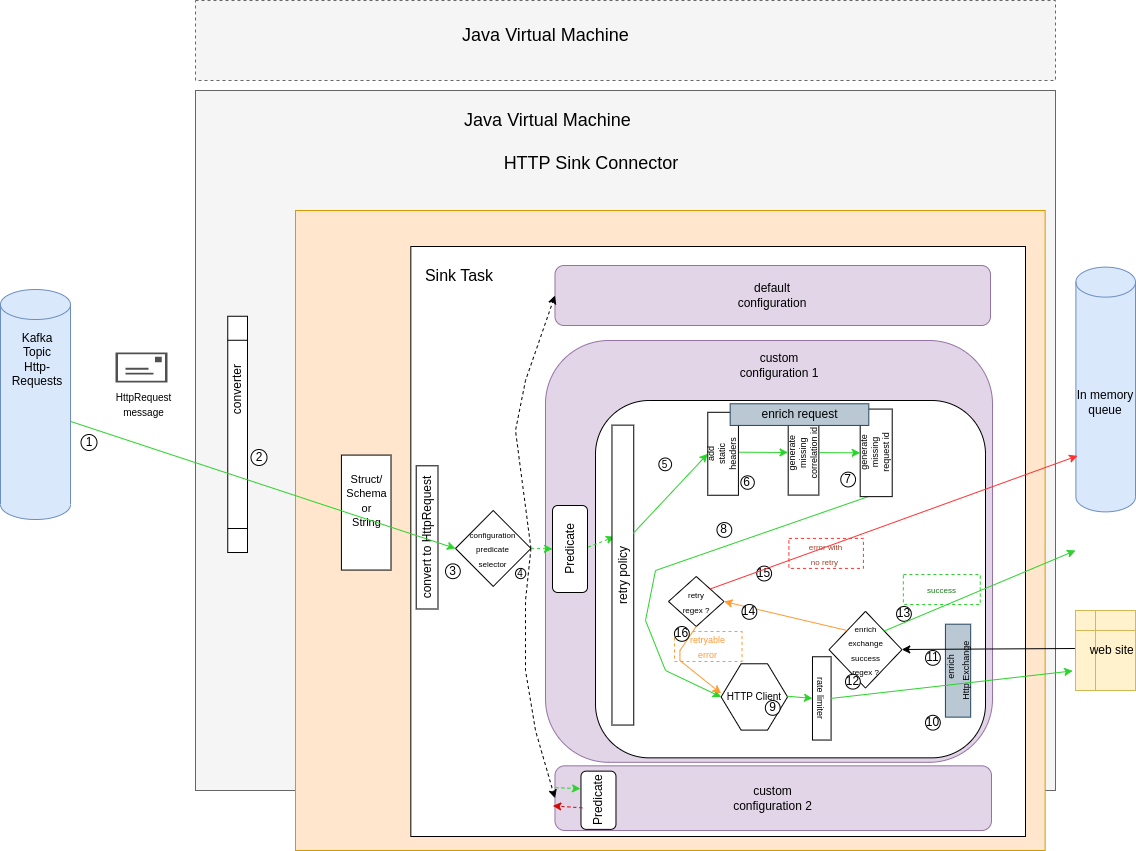 Java Virtual Machine
Java Virtual Machine
HTTP Sink Connector
Sink Task
default
configuration
custom
configuration 1
Kafka
Topic
Http-
Requests
HttpRequest
message
1
converter
2
Struct/
Schema
or
String
convert to HttpRequest
3
configuration
predicate
selector
4
Predicate
retry policy
enrich request
add
static
headers
generate
missing
correlation id
generate
missing
request id
5
6
7
8
error with
no retry
15
retry
regex ?
14
16
retryable
error
HTTP Client
9
rate limiter
enrich
exchange
success
regex ?
12
13
success
11
enrich
Http Exchange
10
In memory
queue
web site
Predicate
custom
configuration 2